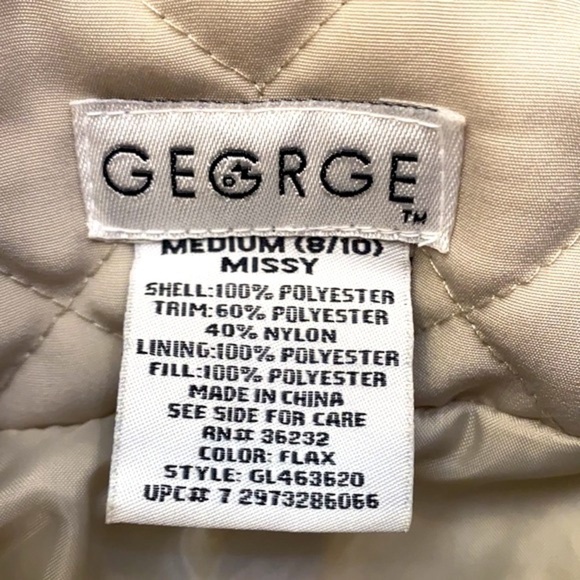 GEORGE TM
MEDIUM (8/10)
MISSY
SHELL:100% POLYESTER
TRIM:60% POLYESTER
40% NYLON
LINING:100% POLYESTER
FILL:100% POLYESTER
MADE IN CHINA
SEE SIDE FOR CARE
RN# 36232
COLOR: FLAX
STYLE: GL463620
UPC# 7 2973286066